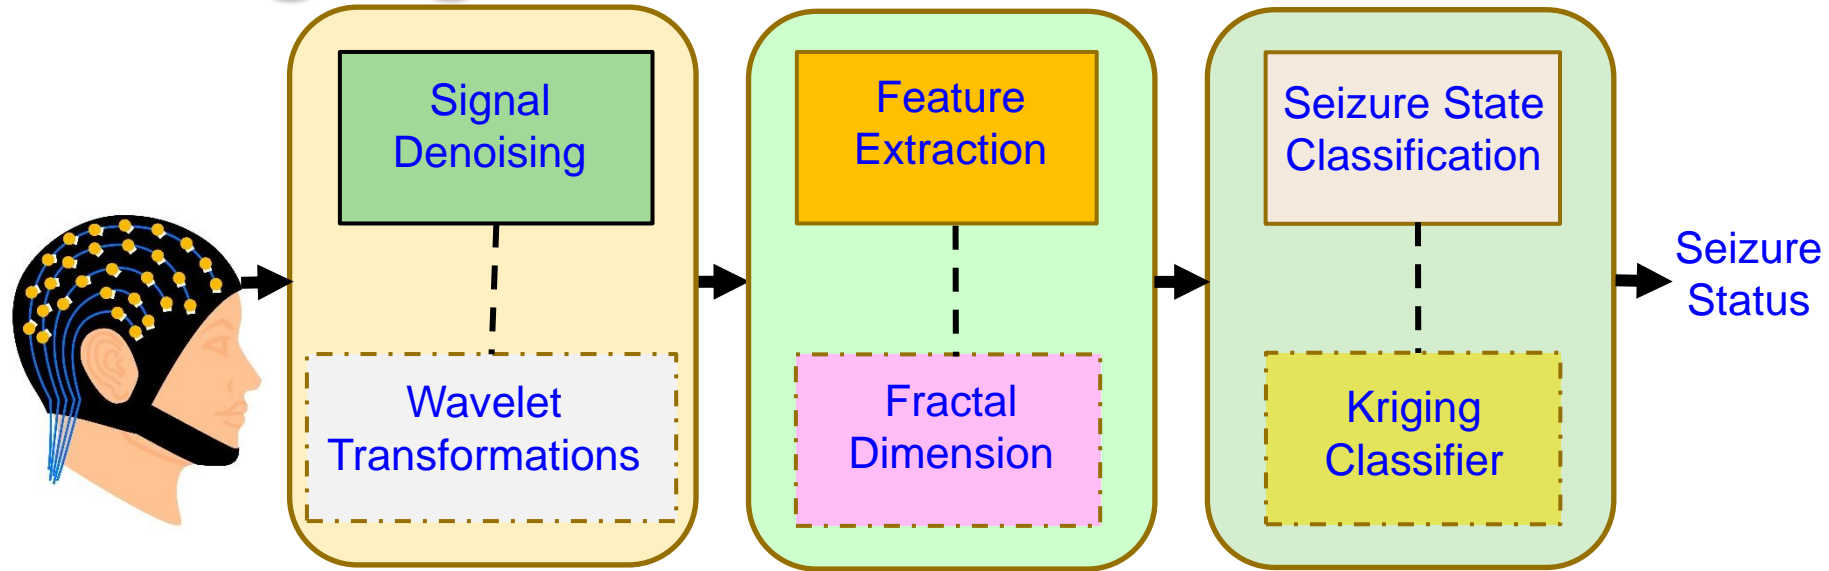 Signal
Denoising
Wavelet
Transformations
Feature
Extraction
Fractal
Dimension
Seizure State
Classification
Kriging
Classifier
Seizure
Status